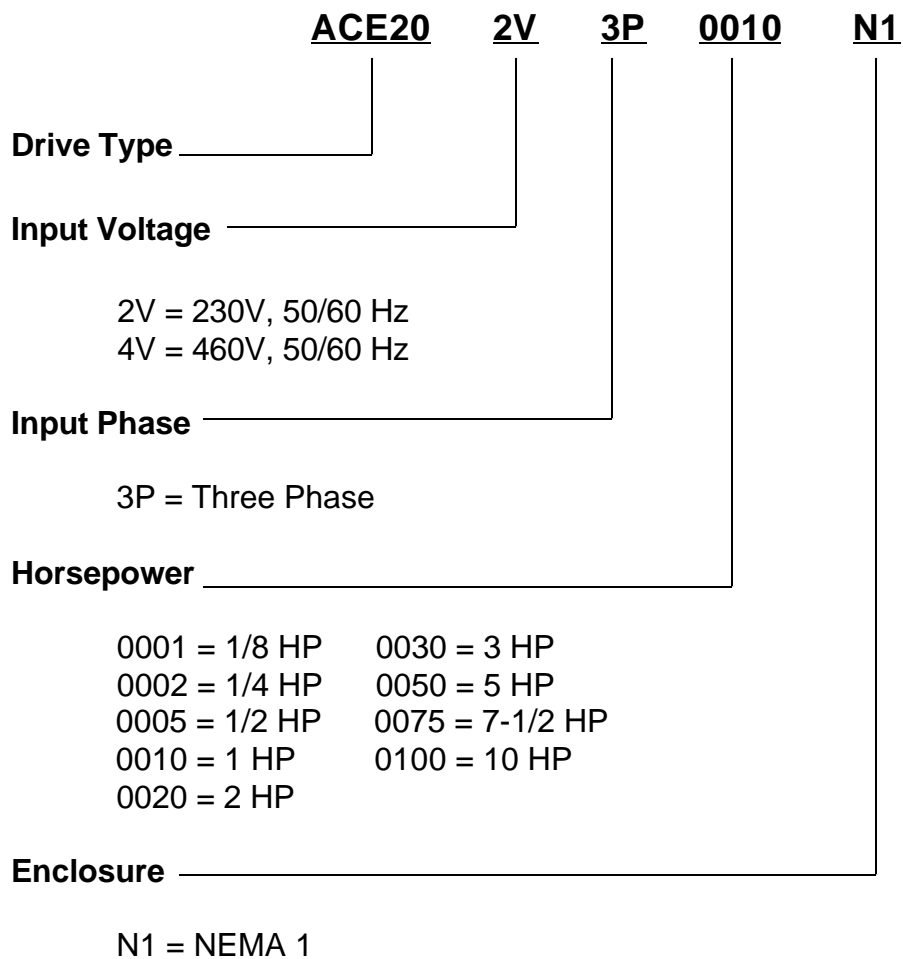 ACE20 2V 3P 0010 N1
Drive Type
Input Voltage
2V = 230V, 50/60 Hz
4V = 460V, 50/60 Hz
Input Phase
3P = Three Phase
Horsepower
0001 = 1/8 HP 0030 = 3 HP
0002 = 1/4 HP 0050 = 5 HP
0005 = 1/2 HP 0075 = 7-1/2 HP
0010 = 1 HP 0100 = 10 HP
0020 = 2 HP
Enclosure
N1 = NEMA 1